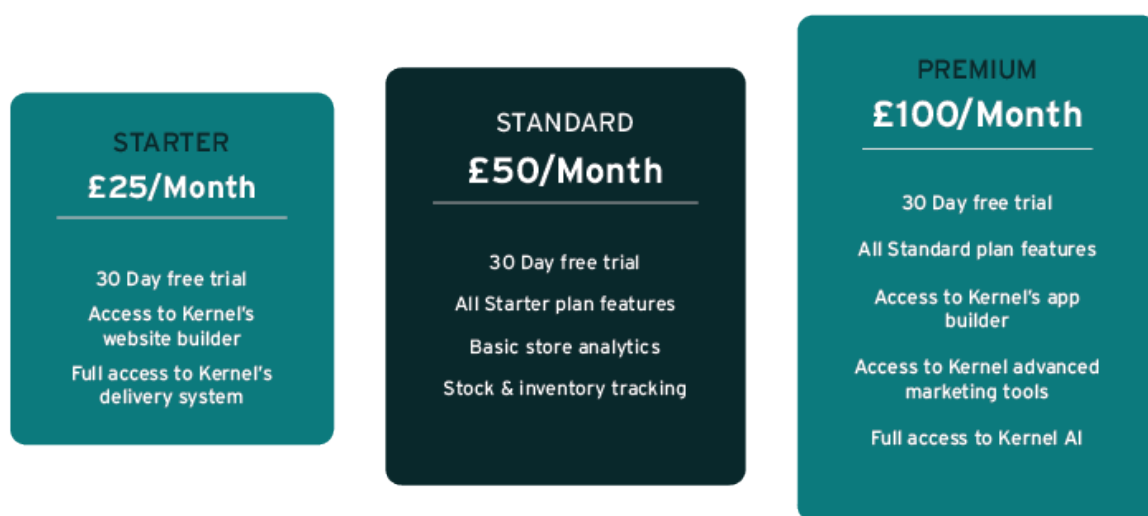 STARTER
£25/Month
30 Day free trial
Access to Kernel's
website builder
Full access to Kernel's
delivery system
STANDARD
£50/Month
30 Day free trial
All Starter plan features
Basic store analytics
Stock & inventory tracking
PREMIUM
£100/Month
30 Day free trial
All Standard plan features
Access to Kernel's app
builder
Access to Kernel advanced
marketing tools
Full access to Kernel AI